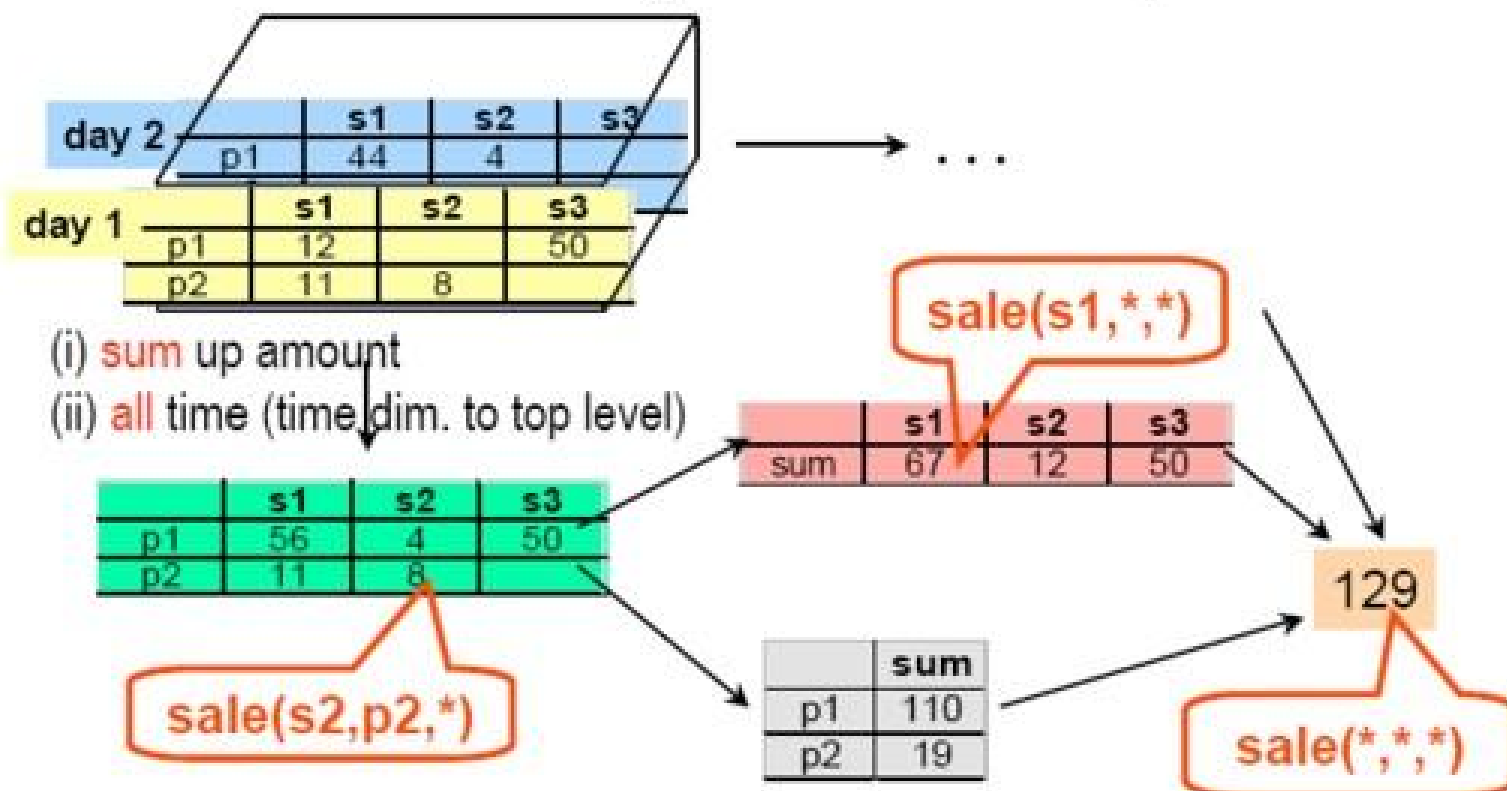 day 2
s1 s2 s3
p1 44 4
day 1
s1 s2 s3
p1 12 50
p2 11 8
. . .
(i) sum up amount
(ii) all time (time dim. to top level)
sale(s1,*,*)
s1 s2 s3
sum 67 12 50
s1 s2 s3
p1 56 4 50
p2 11 8
129
sale(s2,p2,*)
sum
p1 110
p2 19
sale(*,*,*)